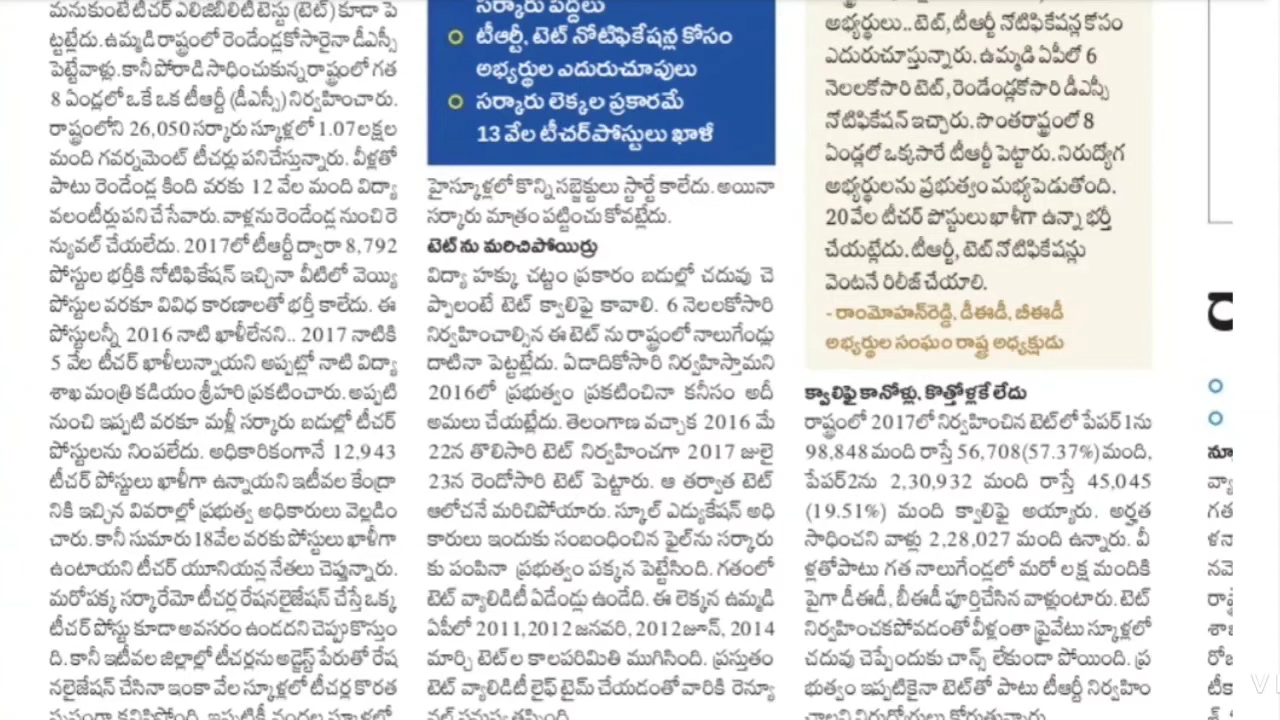 మనుకుంటే టీచర్ ఎలిజిబిలిటీ టెస్టు (టెట్) కూడా పె
ట్టట్లేదు. ఉమ్మడి రాష్ట్రంలో రెండేండ్లకోసారైనా డీఎస్సీ
పెట్టేవాళ్లు. కానీ పోరాడి సాధించుకున్న రాష్ట్రంలో గత
8 ఏండ్లలో ఒకే ఒక టీఆర్టీ (డీఎస్సీ) నిర్వహించారు.
రాష్ట్రంలోని 26,050 సర్కారు స్కూళ్లలో 1.07 లక్షల
మంది గవర్నమెంట్ టీచర్లు పనిచేస్తున్నారు. వీళ్లతో
పాటు రెండేండ్ల కింది వరకు 12 వేల మంది విద్యా
వలంటీర్లు పని చేసేవారు. వాళ్లను రెండేండ్ల నుంచి రె
న్యువల్ చేయలేదు. 2017లో టీఆర్టీ ద్వారా 8,792
పోస్టుల భర్తీకి నోటిఫికేషన్ ఇచ్చినా వీటిలో వెయ్యి
పోస్టుల వరకూ వివిధ కారణాలతో భర్తీ కాలేదు. ఈ
పోస్టులన్నీ 2016 నాటి ఖాళీలేనని.. 2017 నాటికి
5 వేల టీచర్ ఖాళీలున్నాయని అప్పట్లో నాటి విద్యా
శాఖ మంత్రి కడియం శ్రీహరి ప్రకటించారు. అప్పటి
నుంచి ఇప్పటి వరకూ మళ్లీ సర్కారు బడుల్లో టీచర్
పోస్టులను నింపలేదు. అధికారికంగానే 12,943
టీచర్ పోస్టులు ఖాళీగా ఉన్నాయని ఇటీవల కేంద్రా
నికి ఇచ్చిన వివరాల్లో ప్రభుత్వ అధికారులు వెల్లడిం
చారు. కానీ సుమారు 18వేల వరకు పోస్టులు ఖాళీగా
ఉంటాయని టీచర్ యూనియన్ల నేతలు చెప్తున్నారు.
మరోపక్క సర్కారేమో టీచర్ల రేషనలైజేషన్ చేస్తే ఒక్క
టీచర్ పోస్టు కూడా అవసరం ఉండదని చెప్పుకొస్తుం
ది. కానీ ఇటీవల జిల్లాల్లో టీచర్లను అడ్జెస్ట్ పేరుతో రేష
నలైజేషన్ చేసినా ఇంకా వేల స్కూళ్లలో టీచర్ల కొరత
సర్కారు పెద్దలు
టీఆర్టీ, టెట్ నోటిఫికేషన్ల కోసం
అభ్యర్థుల ఎదురుచూపులు
సర్కారు లెక్కల ప్రకారమే
13 వేల టీచర్ పోస్టులు ఖాళీ
హైస్కూళ్లలో కొన్ని సబ్జెక్టులు స్టార్టే కాలేదు. అయినా
సర్కారు మాత్రం పట్టించు కోవట్లేదు.
టెట్ ను మరిచిపోయిర్రు
విద్యా హక్కు చట్టం ప్రకారం బడుల్లో చదువు చె
ప్పాలంటే టెట్ క్వాలిఫై కావాలి. 6 నెలలకోసారి
నిర్వహించాల్సిన ఈ టెట్ ను రాష్ట్రంలో నాలుగేండ్లు
దాటినా పెట్టట్లేదు. ఏడాదికోసారి నిర్వహిస్తామని
2016లో ప్రభుత్వం ప్రకటించినా కనీసం అదీ
అమలు చేయట్లేదు. తెలంగాణ వచ్చాక 2016 మే
22న తొలిసారి టెట్ నిర్వహించగా 2017 జులై
23న రెండోసారి టెట్ పెట్టారు. ఆ తర్వాత టెట్
ఆలోచనే మరిచిపోయారు. స్కూల్ ఎడ్యుకేషన్ అధి
కారులు ఇందుకు సంబంధించిన ఫైల్‌ను సర్కారు
కు పంపినా ప్రభుత్వం పక్కన పెట్టేసింది. గతంలో
టెట్ వ్యాలిడిటీ ఏడేండ్లు ఉండేది. ఈ లెక్కన ఉమ్మడి
ఏపీలో 2011,2012 జనవరి, 2012 జూన్, 2014
మార్చి టెట్‌ల కాలపరిమితి ముగిసింది. ప్రస్తుతం
టెట్ వ్యాలిడిటీ లైఫ్ టైమ్ చేయడంతో వారికి రెన్యూ
అభ్యర్థులు.. టెట్, టీఆర్టీ నోటిఫికేషన్ల కోసం
ఎదురుచూస్తున్నారు. ఉమ్మడి ఏపీలో 6
నెలలకోసారి టెట్, రెండేండ్లకోసారి డీఎస్సీ
నోటిఫికేషన్ ఇచ్చారు. సొంతరాష్ట్రంలో 8
ఏండ్లలో ఒక్కసారే టీఆర్టీ పెట్టారు. నిరుద్యోగ
అభ్యర్థులను ప్రభుత్వం మభ్యపెడుతోంది.
20వేల టీచర్ పోస్టులు ఖాళీగా ఉన్నా భర్తీ
చేయట్లేదు. టీఆర్టీ, టెట్ నోటిఫికేషన్లు
వెంటనే రిలీజ్ చేయాలి.
- రాంమోహన్‌రెడ్డి, డీఈడీ, బీఈడీ
అభ్యర్థుల సంఘం రాష్ట్ర అధ్యక్షుడు
క్వాలిఫై కానోళ్లు, కొత్తోళ్లకే లేదు
రాష్ట్రంలో 2017లో నిర్వహించిన టెట్‌లో పేపర్ 1ను
98,848 మంది రాస్తే 56,708(57.37%) మంది,
పేపర్ 2ను 2,30,932 మంది రాస్తే 45,045
(19.51%) మంది క్వాలిఫై అయ్యారు. అర్హత
సాధించని వాళ్లు 2,28,027 మంది ఉన్నారు. వీ
ళ్లతోపాటు గత నాలుగేండ్లలో మరో లక్ష మందికి
పైగా డీఈడీ, బీఈడీ పూర్తిచేసిన వాళ్లుంటారు. టెట్
నిర్వహించకపోవడంతో వీళ్లంతా ప్రైవేటు స్కూళ్లలో
చదువు చెప్పేందుకు చాన్స్ లేకుండా పోయింది. ప్ర
భుత్వం ఇప్పటికైనా టెట్‌తో పాటు టీఆర్టీ నిర్వహిం
చాలని నిరుద్యోగులు కోరుతున్నారు.